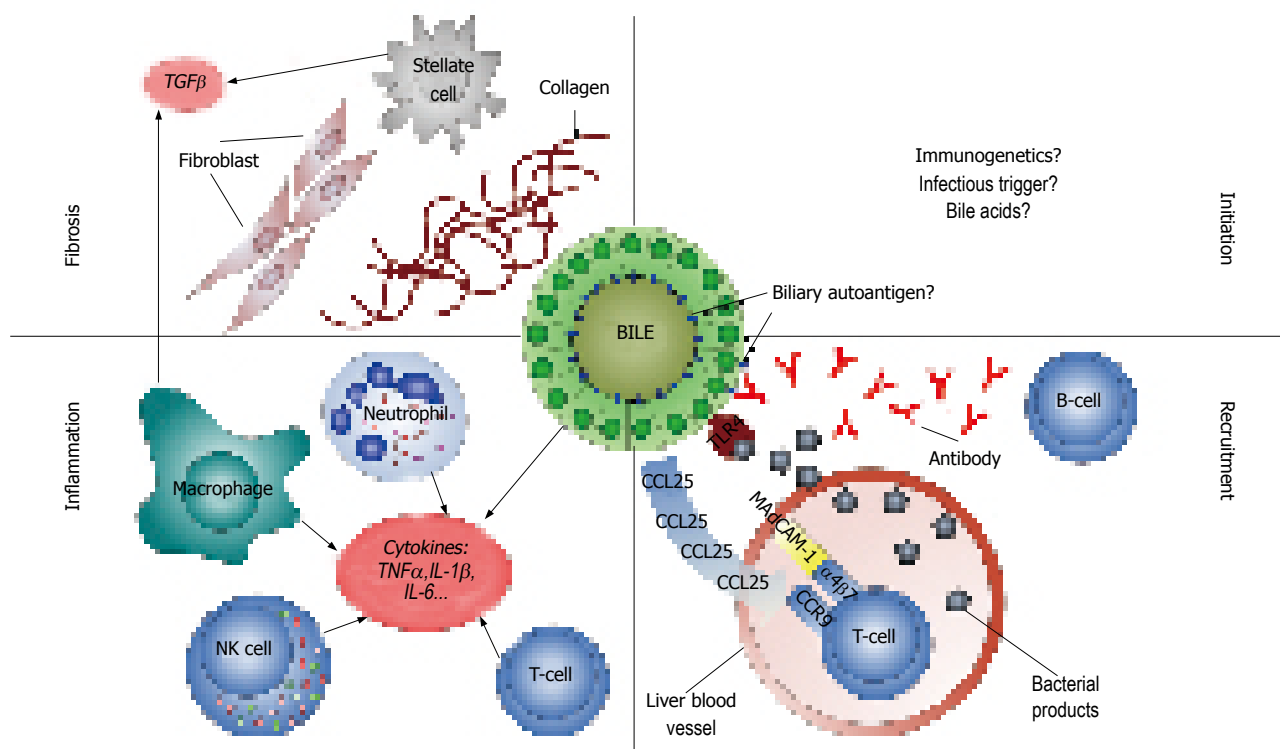 TGFβ
Stellate
cell
Collagen
Fibroblast
Fibrosis
Immunogenetics?
Infectious trigger?
Bile acids?
Initiation
Biliary autoantigen?
BILE
Inflammation
Neutrophil
Macrophage
Cytokines:
TNFα,IL-1β,
IL-6...
NK cell
T-cell
TLR4
B-cell
Antibody
Recruitment
CCL25
CCL25
CCL25
CCL25
MAdCAM-1
α4β7
CCR9
T-cell
Liver blood
vessel
Bacterial
products